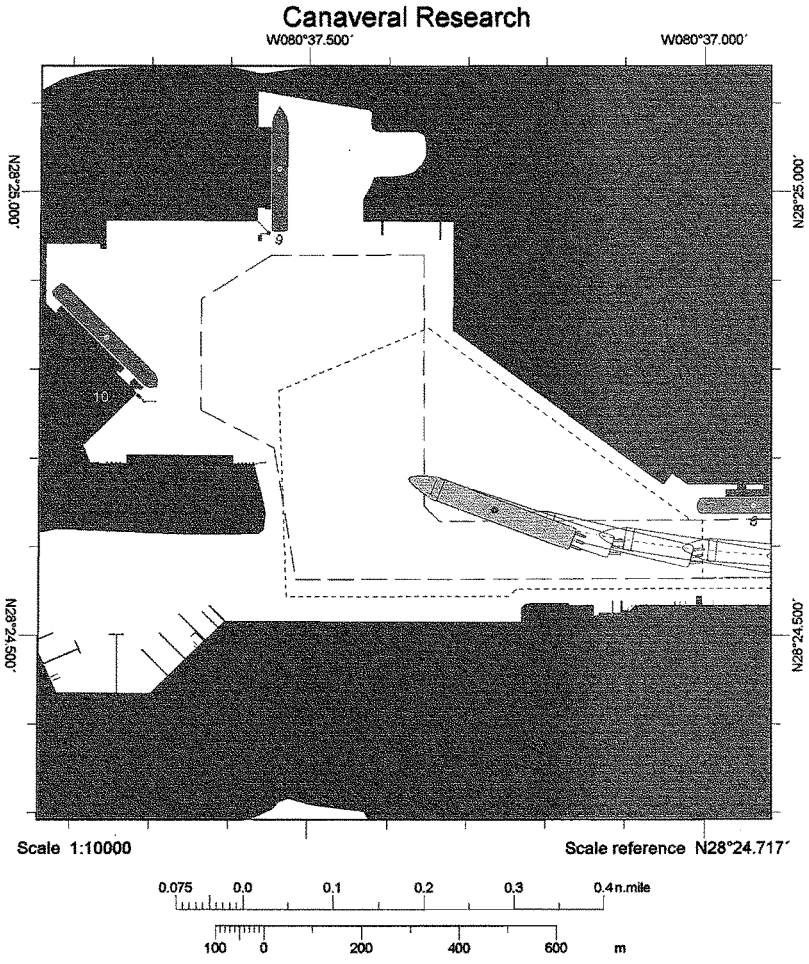 Canaveral Research
W080°37.500´ W080°37.000´
N28°25.000´ N28°25.000´
9
10
8
N28°24.500´ N28°24.500´
Scale 1:10000 Scale reference N28°24.717´
0.075 0.0 0.1 0.2 0.3 0.4 n.mile
100 0 200 400 600 m